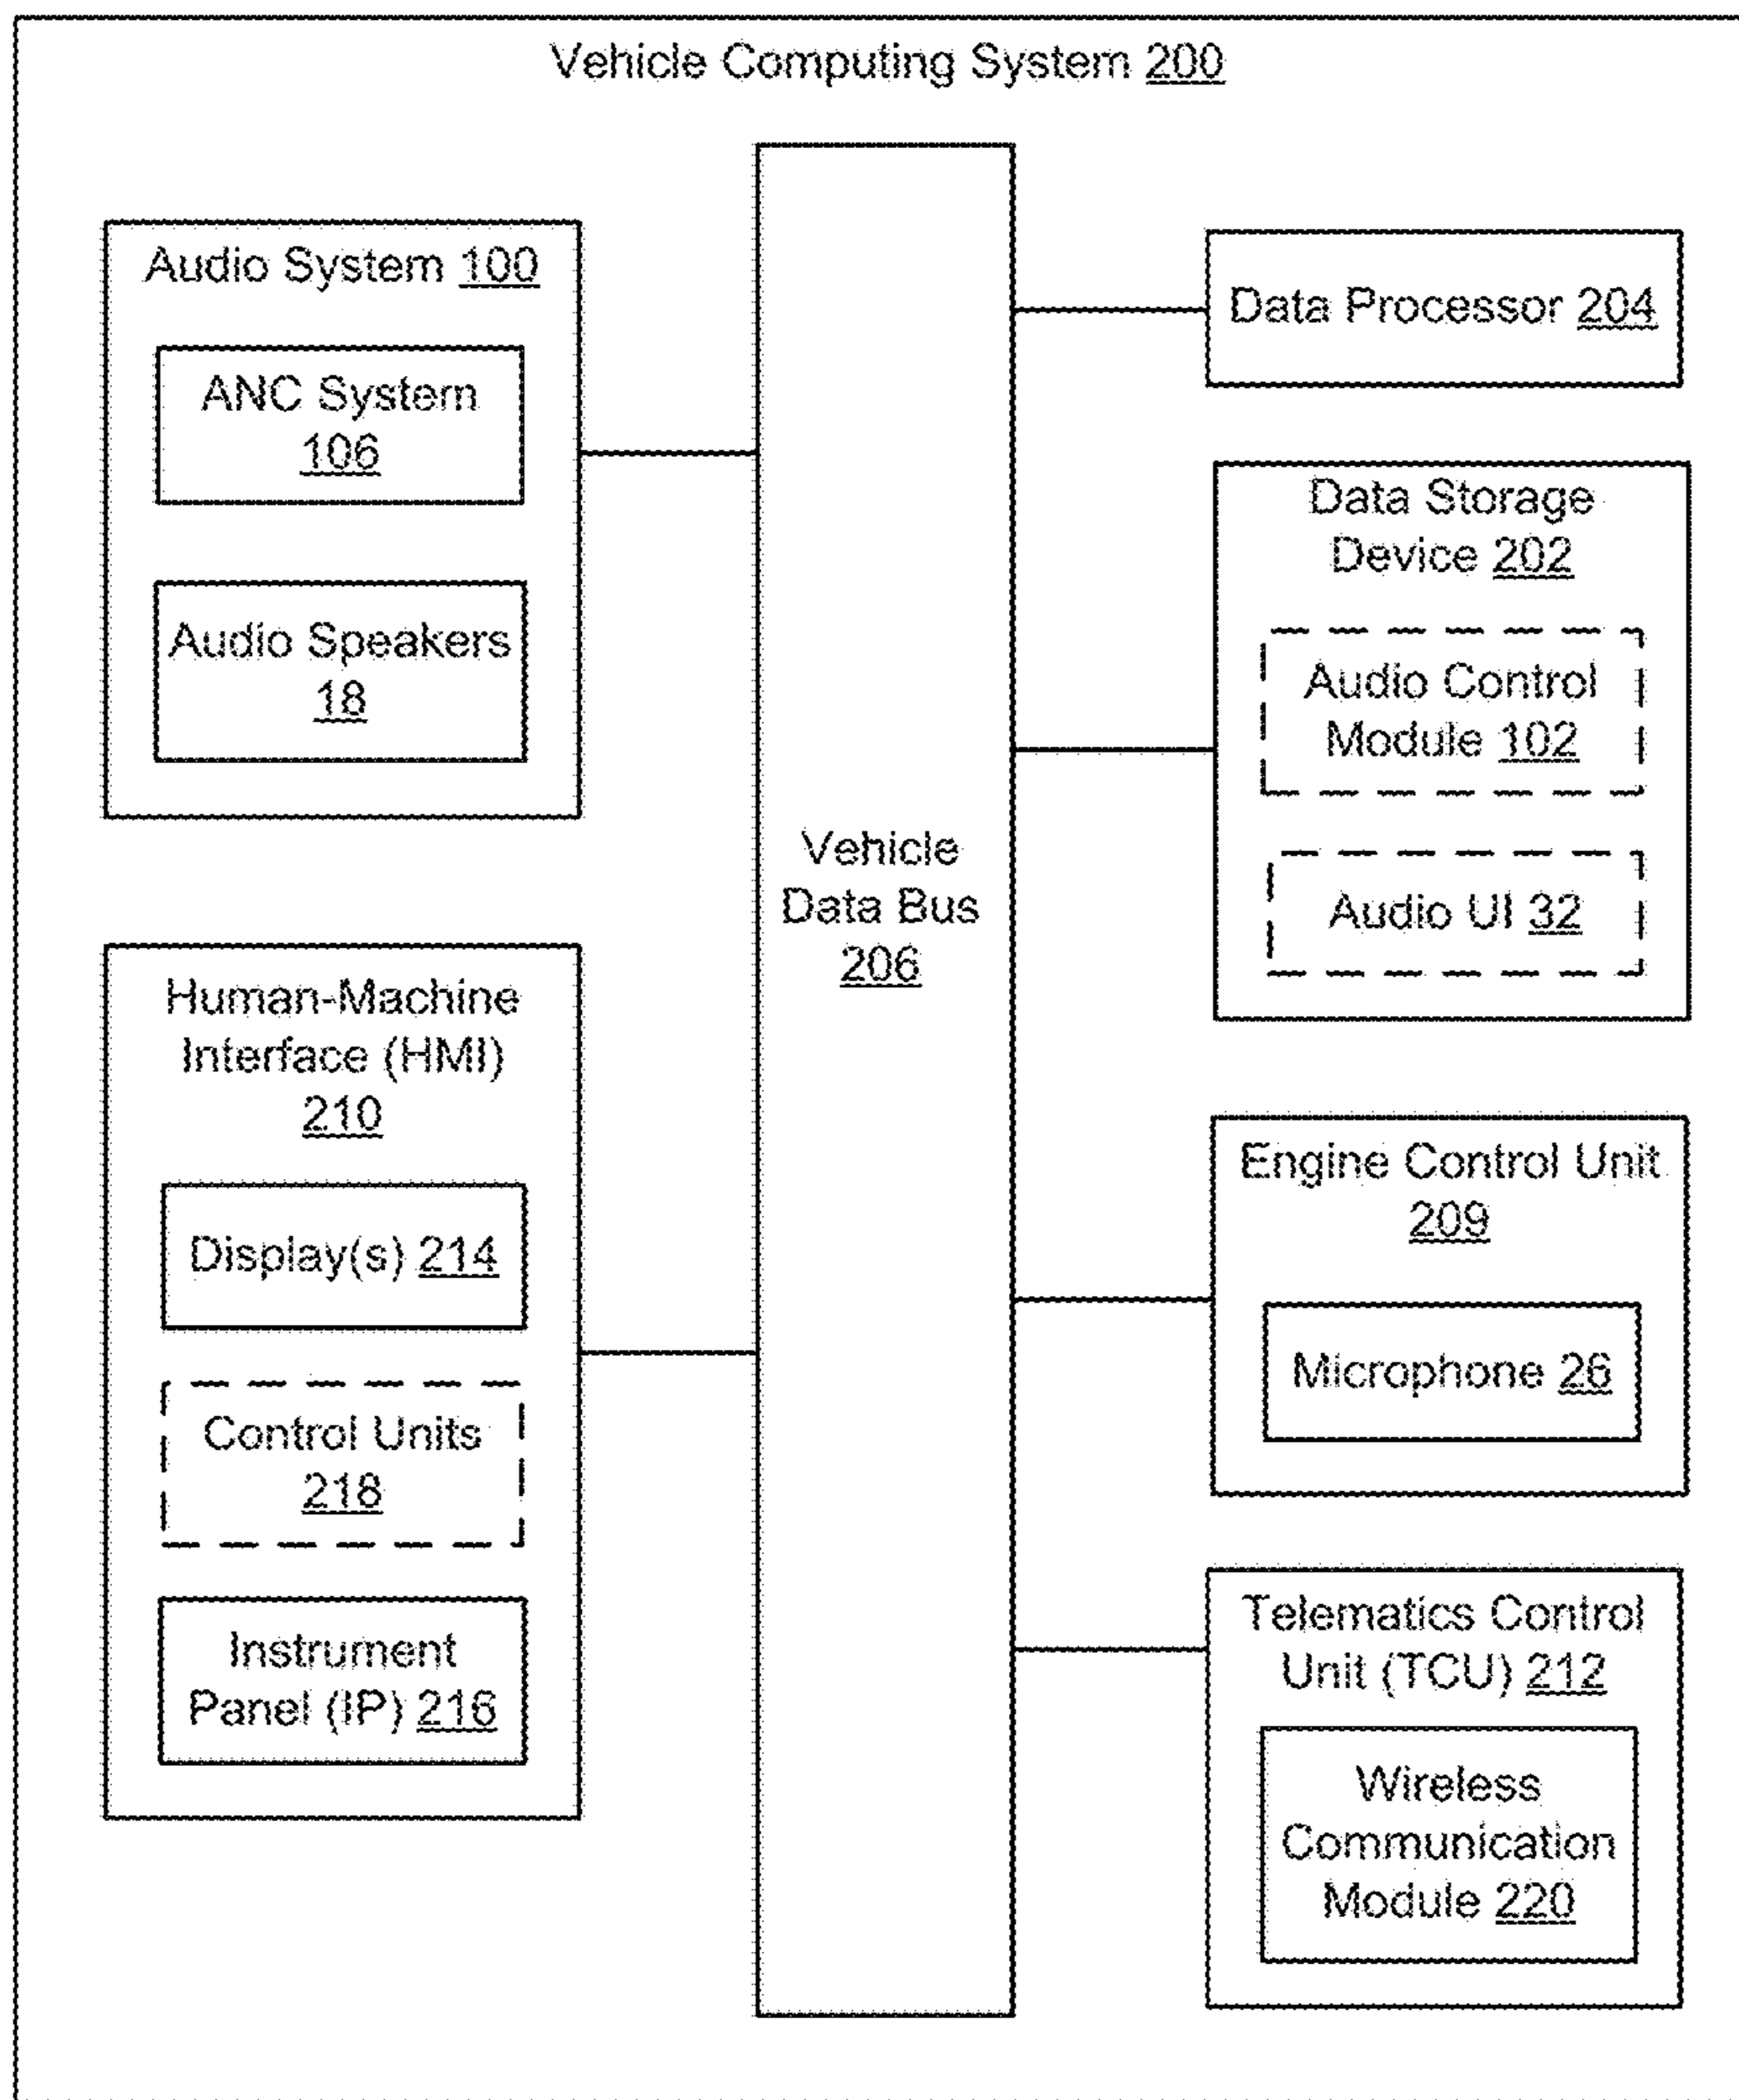 Vehicle Computing System 200
Audio System 100
ANC System
106
Audio Speakers
18
Human-Machine
Interface (HMI)
210
Display(s) 214
Control Units
218
Instrument
Panel (IP) 216
Vehicle
Data Bus
206
Data Processor 204
Data Storage
Device 202
Audio Control
Module 102
Audio UI 32
Engine Control Unit
209
Microphone 26
Telematics Control
Unit (TCU) 212
Wireless
Communication
Module 220